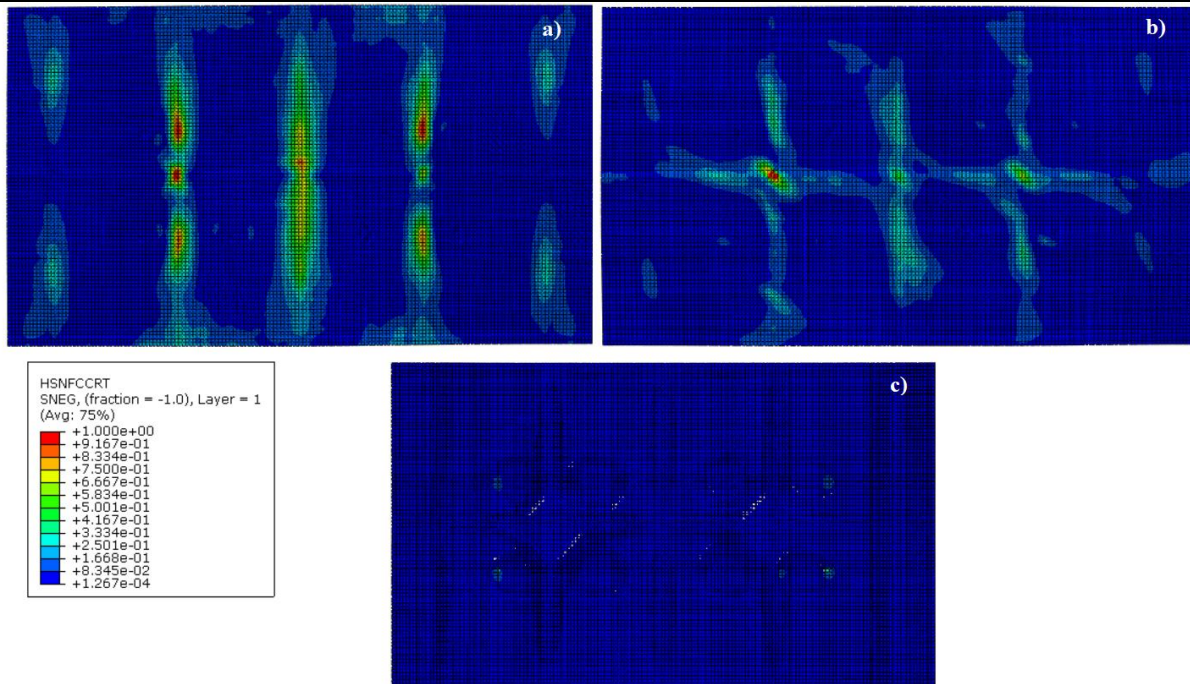 a)
b)
HSNFCCRT
SNEG, (fraction = -1.0), Layer = 1
(Avg: 75%)
+1.000e+00
+9.167e-01
+8.334e-01
+7.500e-01
+6.667e-01
+5.834e-01
+5.001e-01
+4.167e-01
+3.334e-01
+2.501e-01
+1.668e-01
+8.345e-02
+1.267e-04
c)